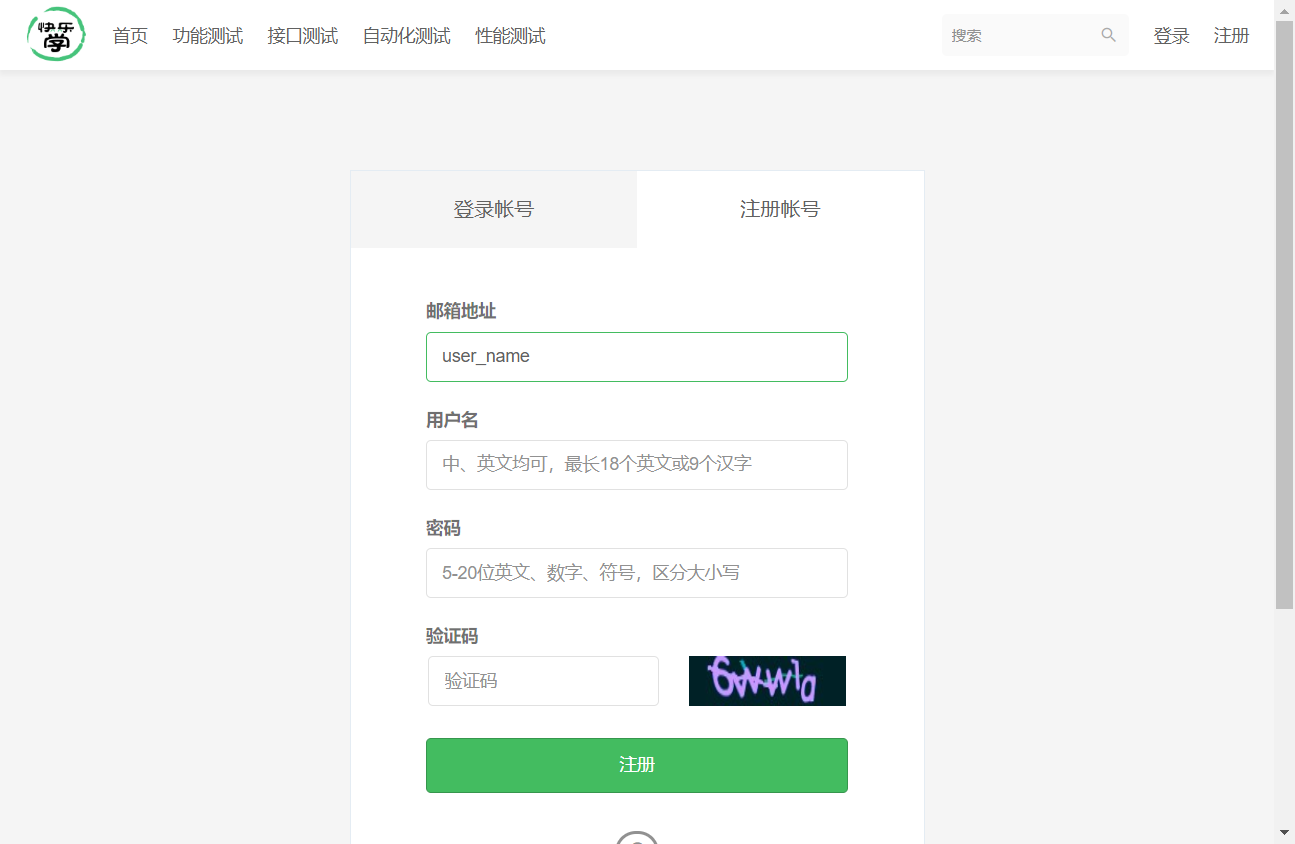 快乐
学
首页 功能测试 接口测试 自动化测试 性能测试 搜索 登录 注册
登录帐号 注册帐号
邮箱地址
user_name
用户名
中、英文均可，最长18个英文或9个汉字
密码
5-20位英文、数字、符号，区分大小写
验证码
验证码
注册